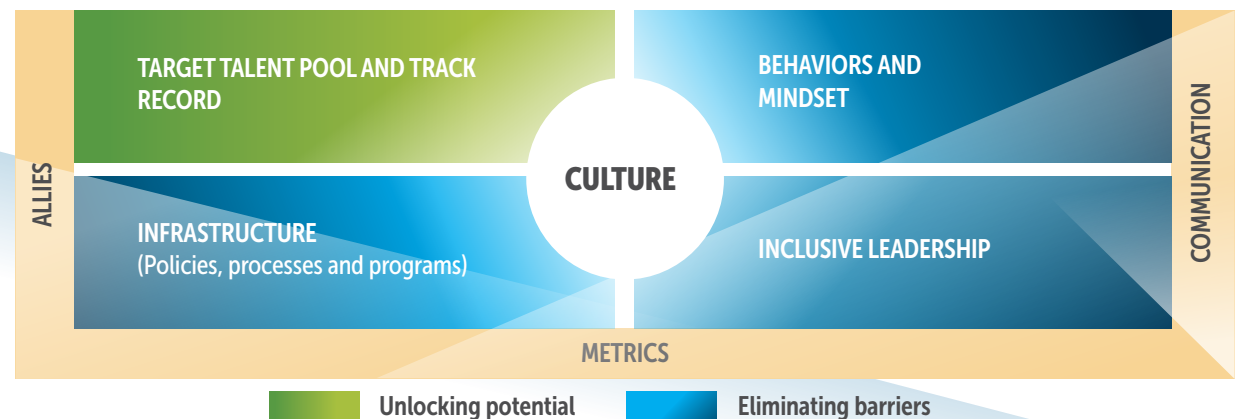 TARGET TALENT POOL AND TRACK
RECORD
BEHAVIORS AND
MINDSET
ALLIES
CULTURE
COMMUNICATION
INFRASTRUCTURE
(Policies, processes and programs)
INCLUSIVE LEADERSHIP
METRICS
Unlocking potential
Eliminating barriers